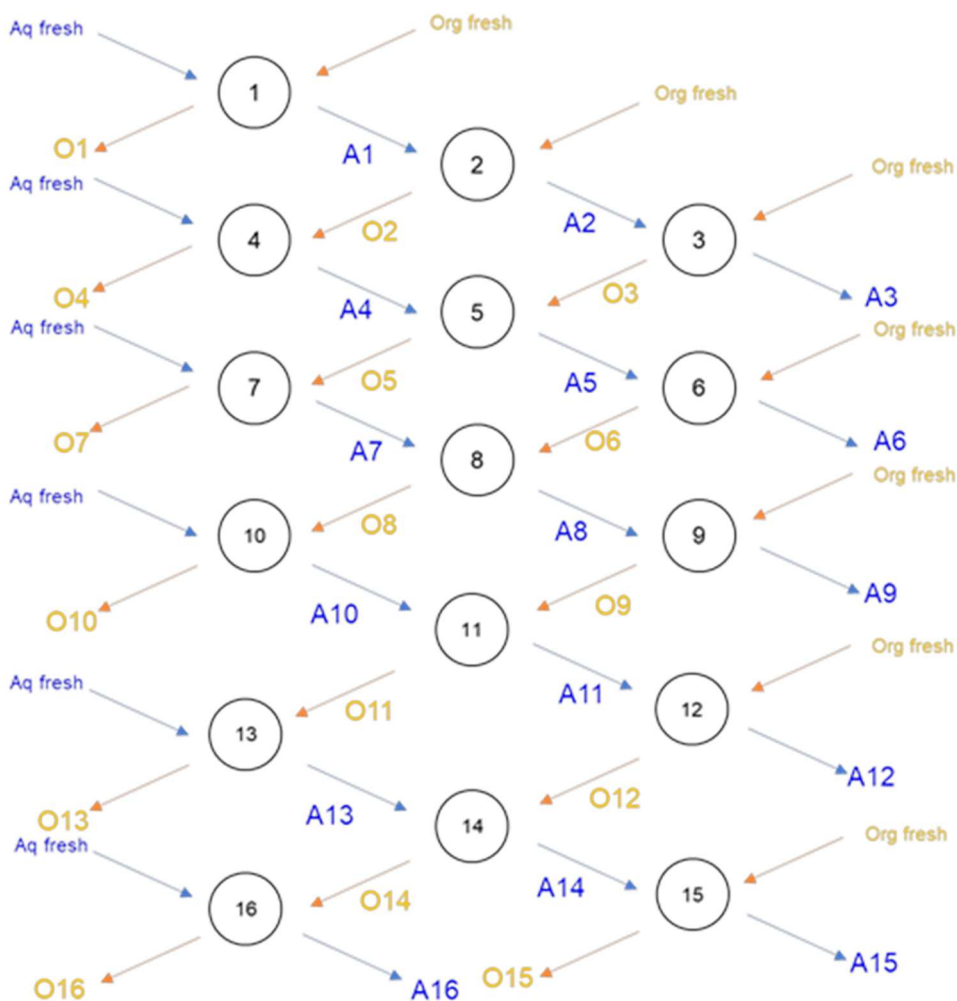 Aq fresh
Org fresh
1
Org fresh
O1
A1
2
Org fresh
Aq fresh
4
O2
A2
3
O4
A4
5
O3
A3
Aq fresh
Org fresh
7
O5
A5
6
O7
A7
8
O6
A6
Aq fresh
Org fresh
10
O8
A8
9
O10
A10
11
O9
A9
Org fresh
Aq fresh
13
O11
A11
12
O13
A13
14
O12
A12
Aq fresh
Org fresh
16
O14
A14
15
O16
A16
O15
A15